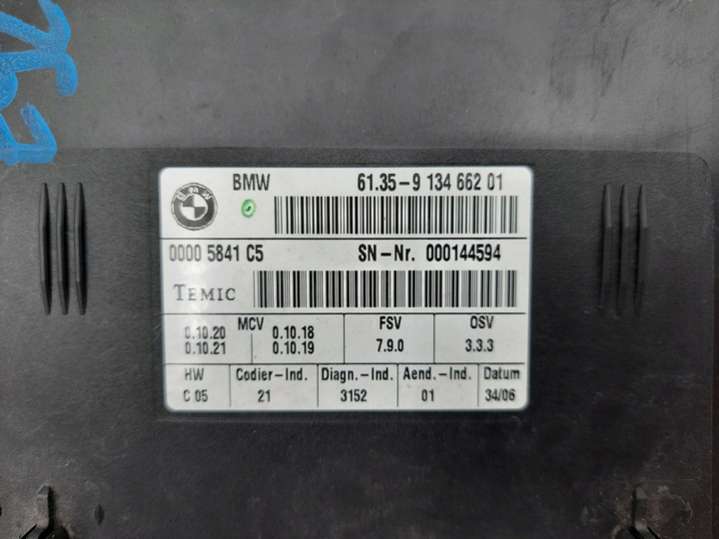 BMW 61.35-9 134 662 01
0000 5841 C5 SN-Nr. 000144594
TEMIC
MCV FSV OSV
0.10.20 0.10.18
0.10.21 0.10.19 7.9.0 3.3.3
HW Codier-Ind. Diagn.-Ind. Aend.-Ind. Datum
C 05 21 3152 01 34/06